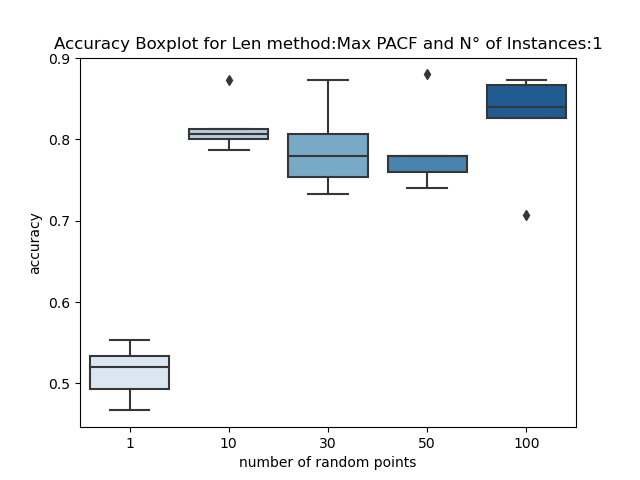 Accuracy Boxplot for Len method:Max PACF and N° of Instances:1
0.9
0.8
0.7
0.6
0.5
accuracy
1 10 30 50 100
number of random points